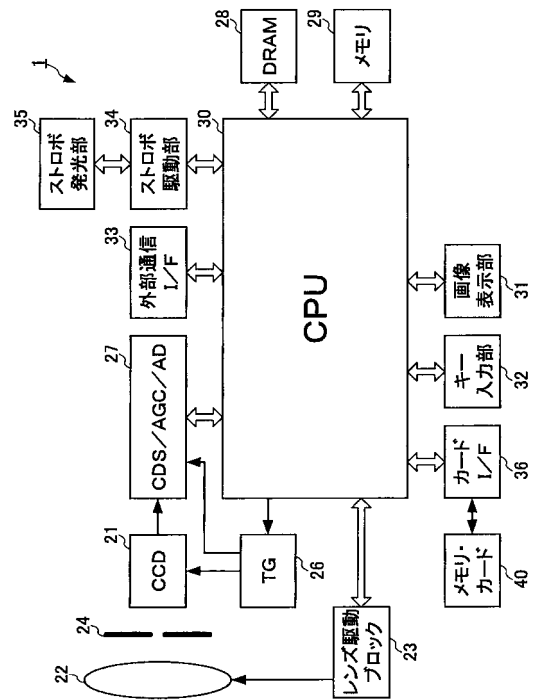 1
35
ストロボ
発光部
34
ストロボ
駆動部
33
外部通信
I/F
27
CDS/AGC/AD
21
CCD
24
22
30
CPU
28
DRAM
29
メモリ
TG
26
レンズ駆動
ブロック
23
メモリ・
カード
40
カード
I/F
36
キー
入力部
32
画像
表示部
31